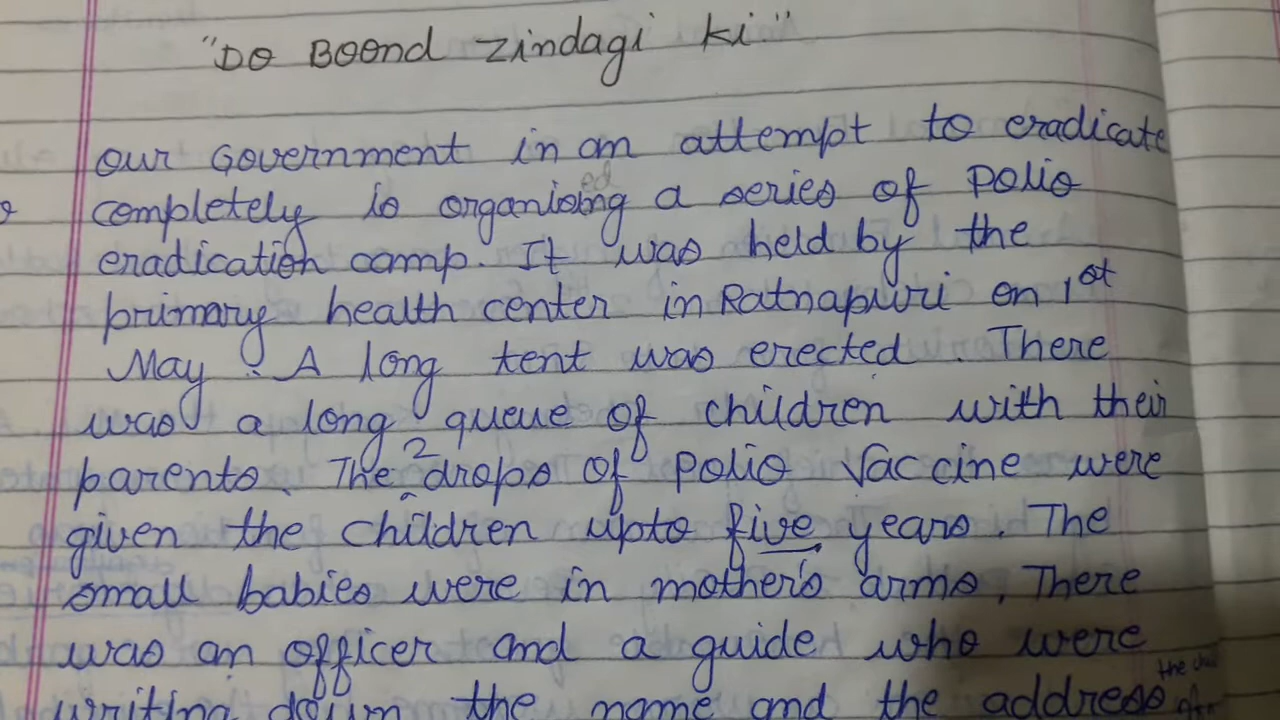 "Do Boond Zindagi ki"
our Government in an attempt to eradicate
completely is organising a series of Polio
ed
eradication camp. It was held by the
primary health center in Ratnapuri on 1st
May. A long tent was erected. There
was a long queue of children with their
parents. The 2 drops of Polio Vaccine were
given the children upto five years. The
small babies were in mother's arms. There
was an officer and a guide who were
writing down the name and the address
the